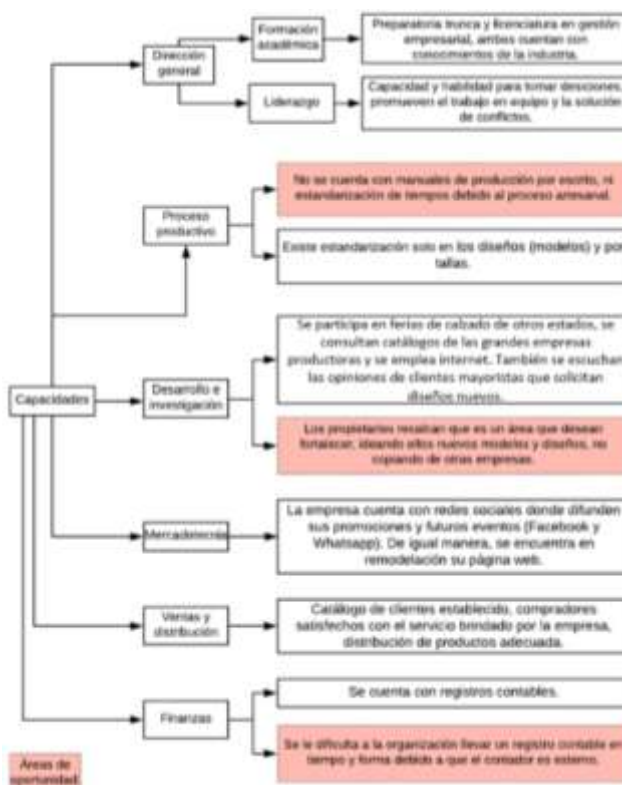 Formación
académica
Preparatoria trunca y licenciatura en gestión
empresarial, ambos cuentan con
conocimientos de la industria.
Dirección
general
Liderazgo
Capacidad y habilidad para tomar desiciones,
promueven el trabajo en equipo y la solución
de conflictos.
No se cuenta con manuales de producción por escrito, ni
estandarización de tiempos debido al proceso artesanal.
Proceso
productivo
Existe estandarización solo en los diseños (modelos) y por
tallas.
Se participa en ferias de calzado de otros estados, se
consultan catálogos de las grandes empresas
productoras y se emplea internet. También se escuchan
las opiniones de clientes mayoristas que solicitan
diseños nuevos.
Capacidades
Desarrollo e
investigación
Los propietarios resaltan que es un área que desean
fortalecer, ideando ellos nuevos modelos y diseños, no
copiando de otras empresas.
Mercadotecnia
La empresa cuenta con redes sociales donde difunden
sus promociones y futuros eventos (Facebook y
Whatsapp). De igual manera, se encuentra en
remodelación su página web.
Ventas y
distribución
Catálogo de clientes establecido, compradores
satisfechos con el servicio brindado por la empresa,
distribución de productos adecuada.
Se cuenta con registros contables.
Finanzas
Se le dificulta a la organización llevar un registro contable en
tiempo y forma debido a que el contador es externo.
Áreas de
oportunidad